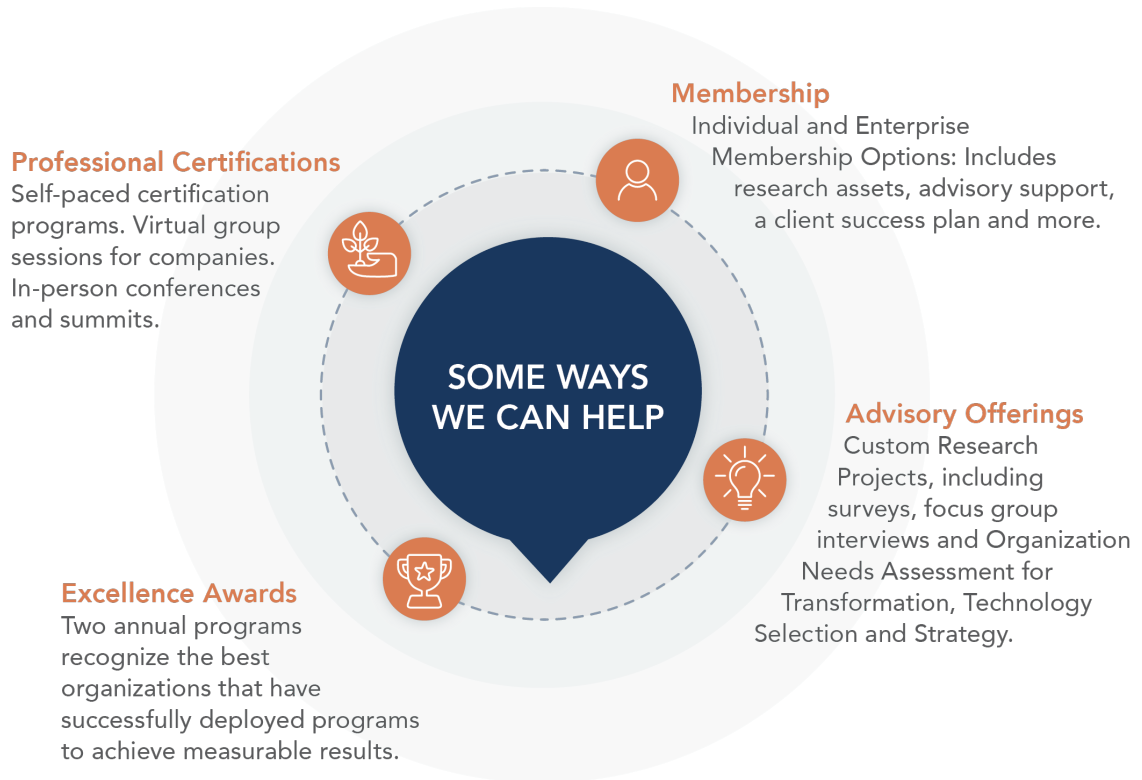 Membership
Individual and Enterprise
Membership Options: Includes
research assets, advisory support,
a client success plan and more.
Professional Certifications
Self-paced certification
programs. Virtual group
sessions for companies.
In-person conferences
and summits.
SOME WAYS
WE CAN HELP
Advisory Offerings
Custom Research
Projects, including
surveys, focus group
interviews and Organization
Needs Assessment for
Transformation, Technology
Selection and Strategy.
Excellence Awards
Two annual programs
recognize the best
organizations that have
successfully deployed programs
to achieve measurable results.